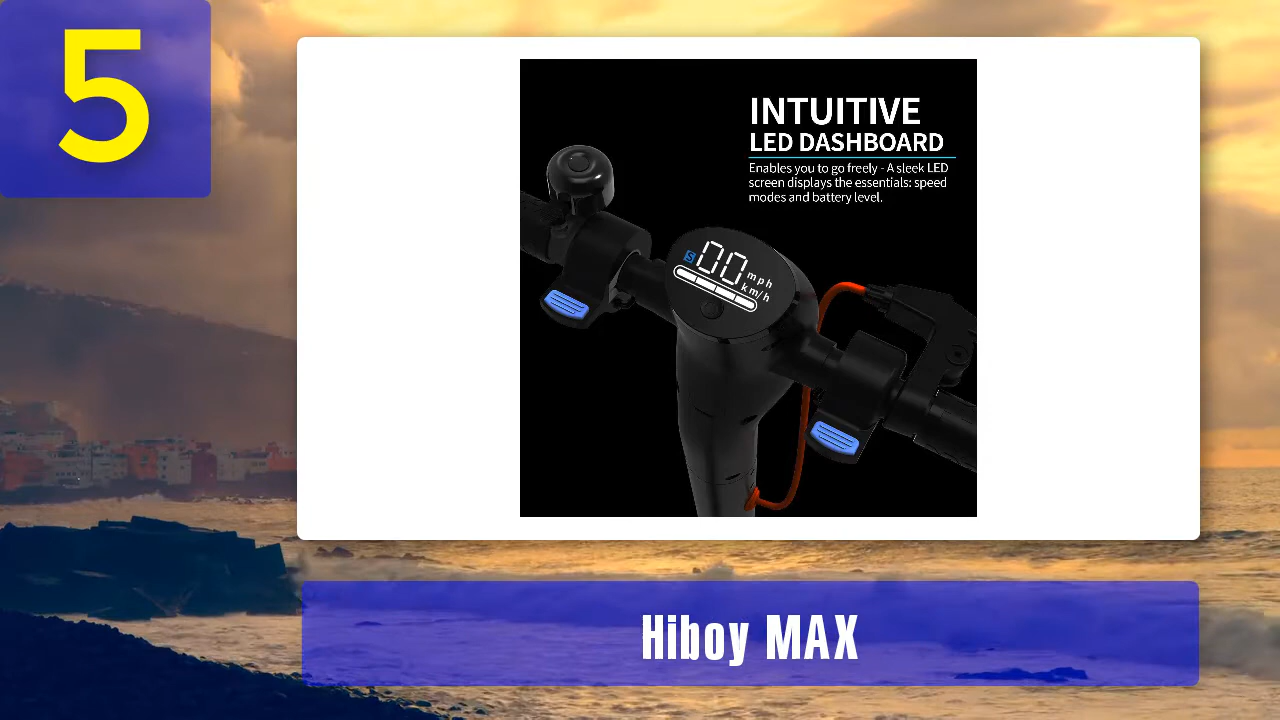 5
INTUITIVE
LED DASHBOARD
Enables you to go freely - A sleek LED
screen displays the essentials: speed
modes and battery level.
S 00 mph
km/h
Hiboy MAX